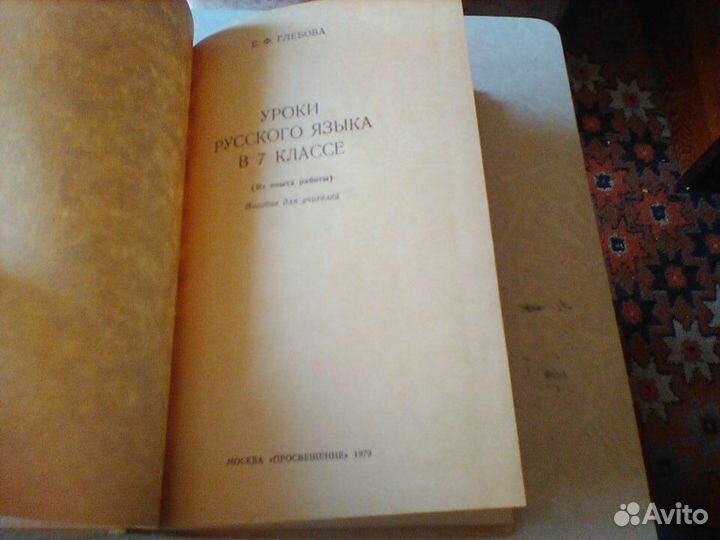 Е. Ф. ГЛЕБОВА
УРОКИ
РУССКОГО ЯЗЫКА
В 7 КЛАССЕ
(Из опыта работы)
Пособие для учителей
МОСКВА «ПРОСВЕЩЕНИЕ» 1979
Avito